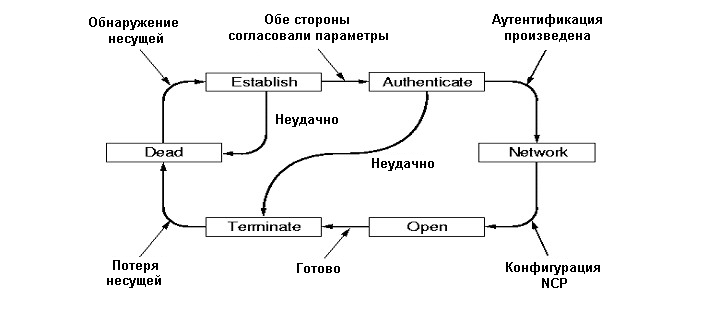 Обнаружение
несущей
Обе стороны
согласовали параметры
Аутентификация
произведена
Establish
Authenticate
Неудачно
Dead
Неудачно
Network
Terminate
Open
Потеря
несущей
Готово
Конфигурация
NCP